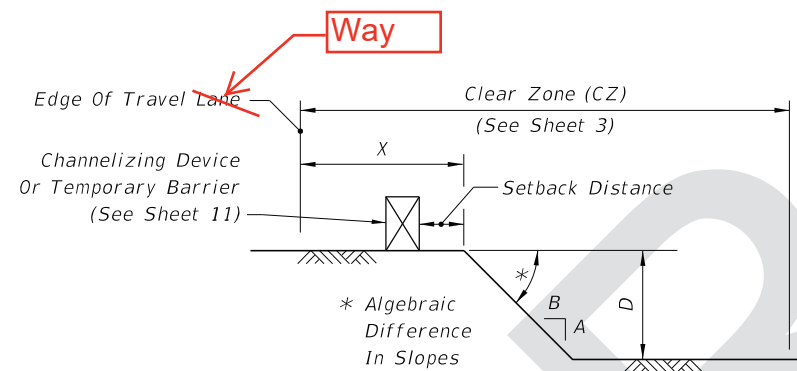 Way
Edge Of Travel Lane
Clear Zone (CZ)
(See Sheet 3)
X
Channelizing Device
Or Temporary Barrier
(See Sheet 11)
Setback Distance
*
* Algebraic
Difference
In Slopes
B
A
D